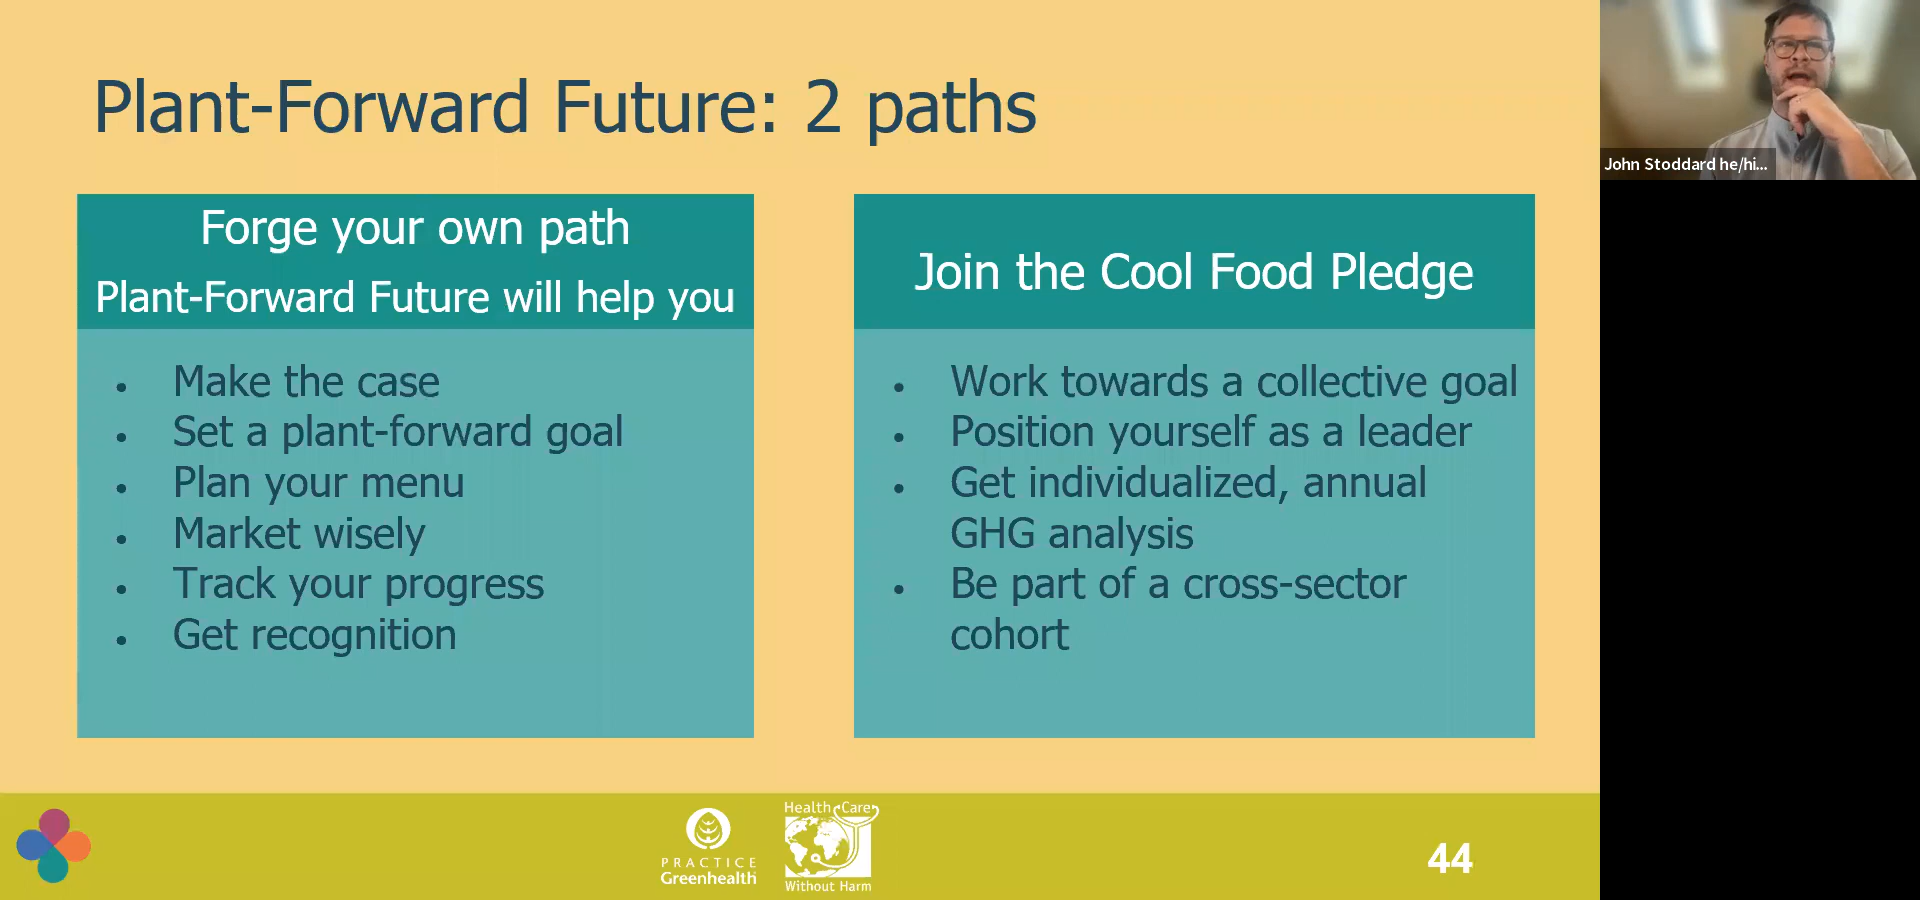 Plant-Forward Future: 2 paths
Forge your own path
Plant-Forward Future will help you
• Make the case
• Set a plant-forward goal
• Plan your menu
• Market wisely
• Track your progress
• Get recognition
Join the Cool Food Pledge
• Work towards a collective goal
• Position yourself as a leader
• Get individualized, annual
GHG analysis
• Be part of a cross-sector
cohort
PRACTICE
Greenhealth
Health Care
Without Harm
44
John Stoddard he/hi...